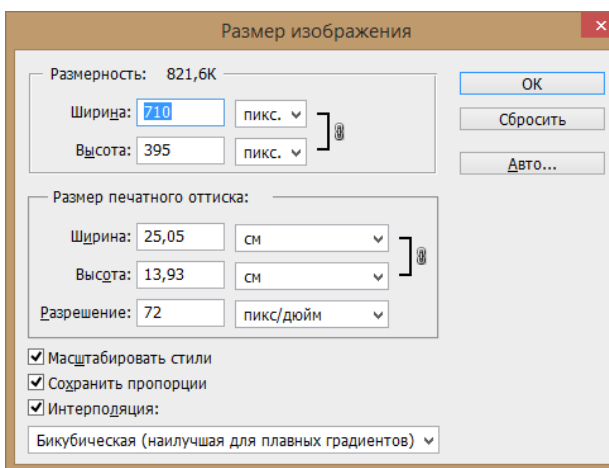 Размер изображения
Размерность: 821,6K
OK
Ширина: 710 пикс.
Сбросить
Высота: 395 пикс.
Авто...
Размер печатного оттиска:
Ширина: 25,05 см
Высота: 13,93 см
Разрешение: 72 пикс/дюйм
Масштабировать стили
Сохранить пропорции
Интерполяция:
Бикубическая (наилучшая для плавных градиентов)